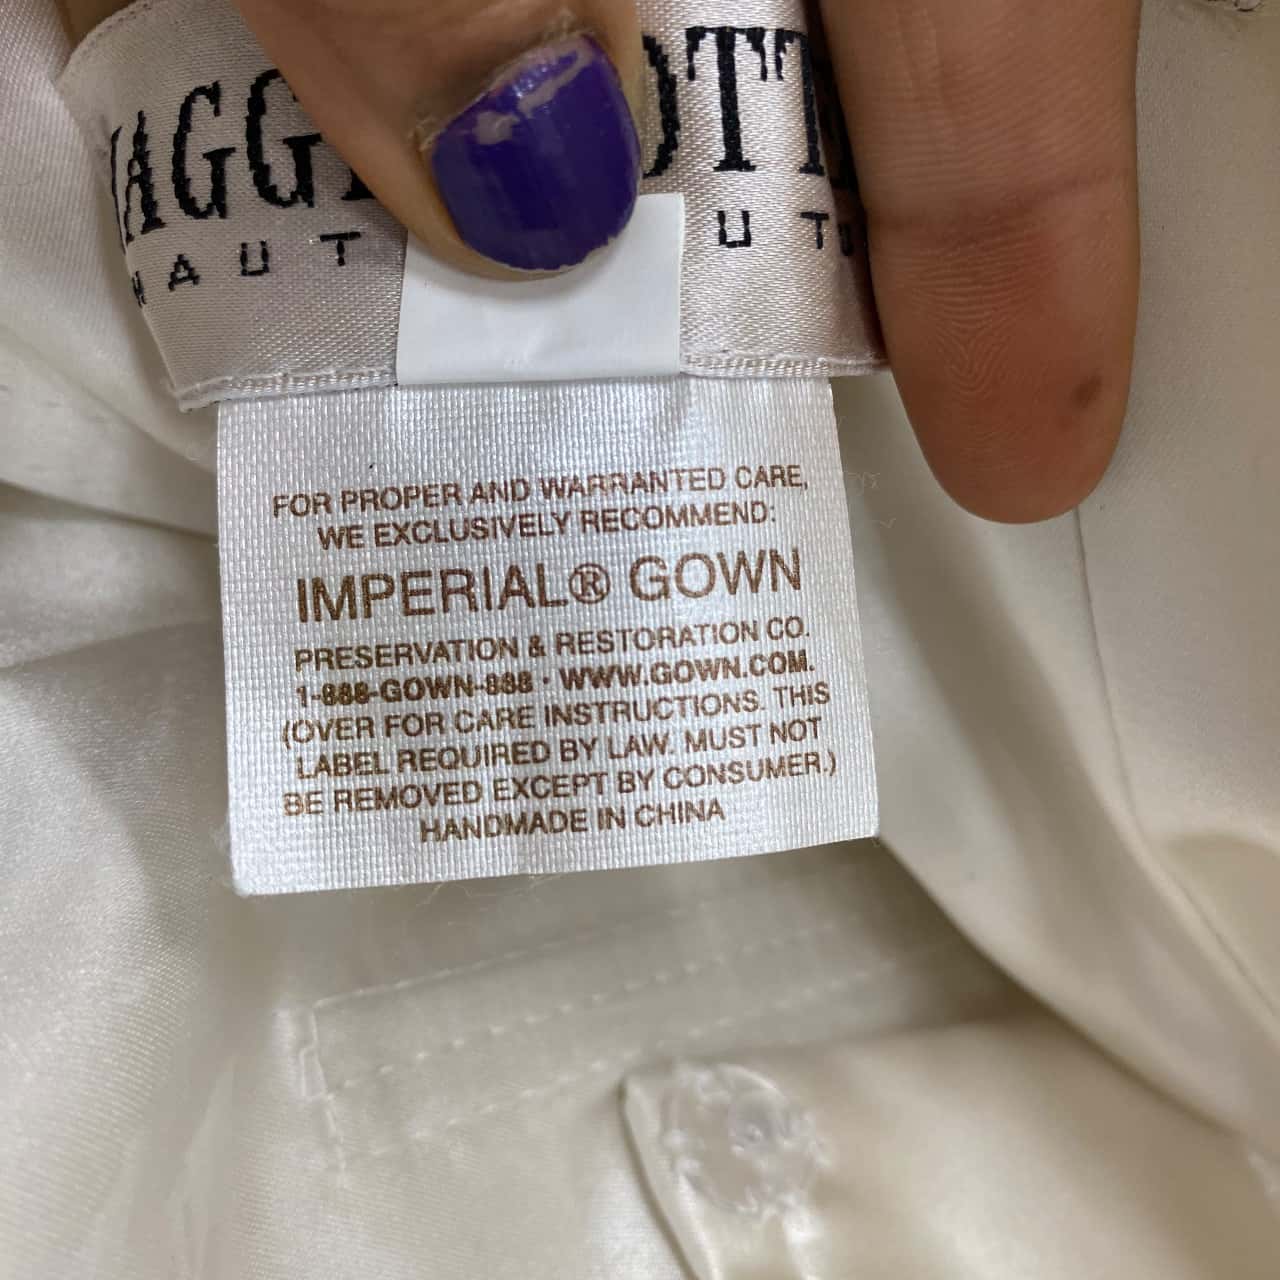 HAUT UTU
FOR PROPER AND WARRANTED CARE,
WE EXCLUSIVELY RECOMMEND:
IMPERIAL® GOWN
PRESERVATION & RESTORATION CO.
1-888-GOWN-888 · WWW.GOWN.COM.
(OVER FOR CARE INSTRUCTIONS. THIS
LABEL REQUIRED BY LAW. MUST NOT
BE REMOVED EXCEPT BY CONSUMER.)
HANDMADE IN CHINA